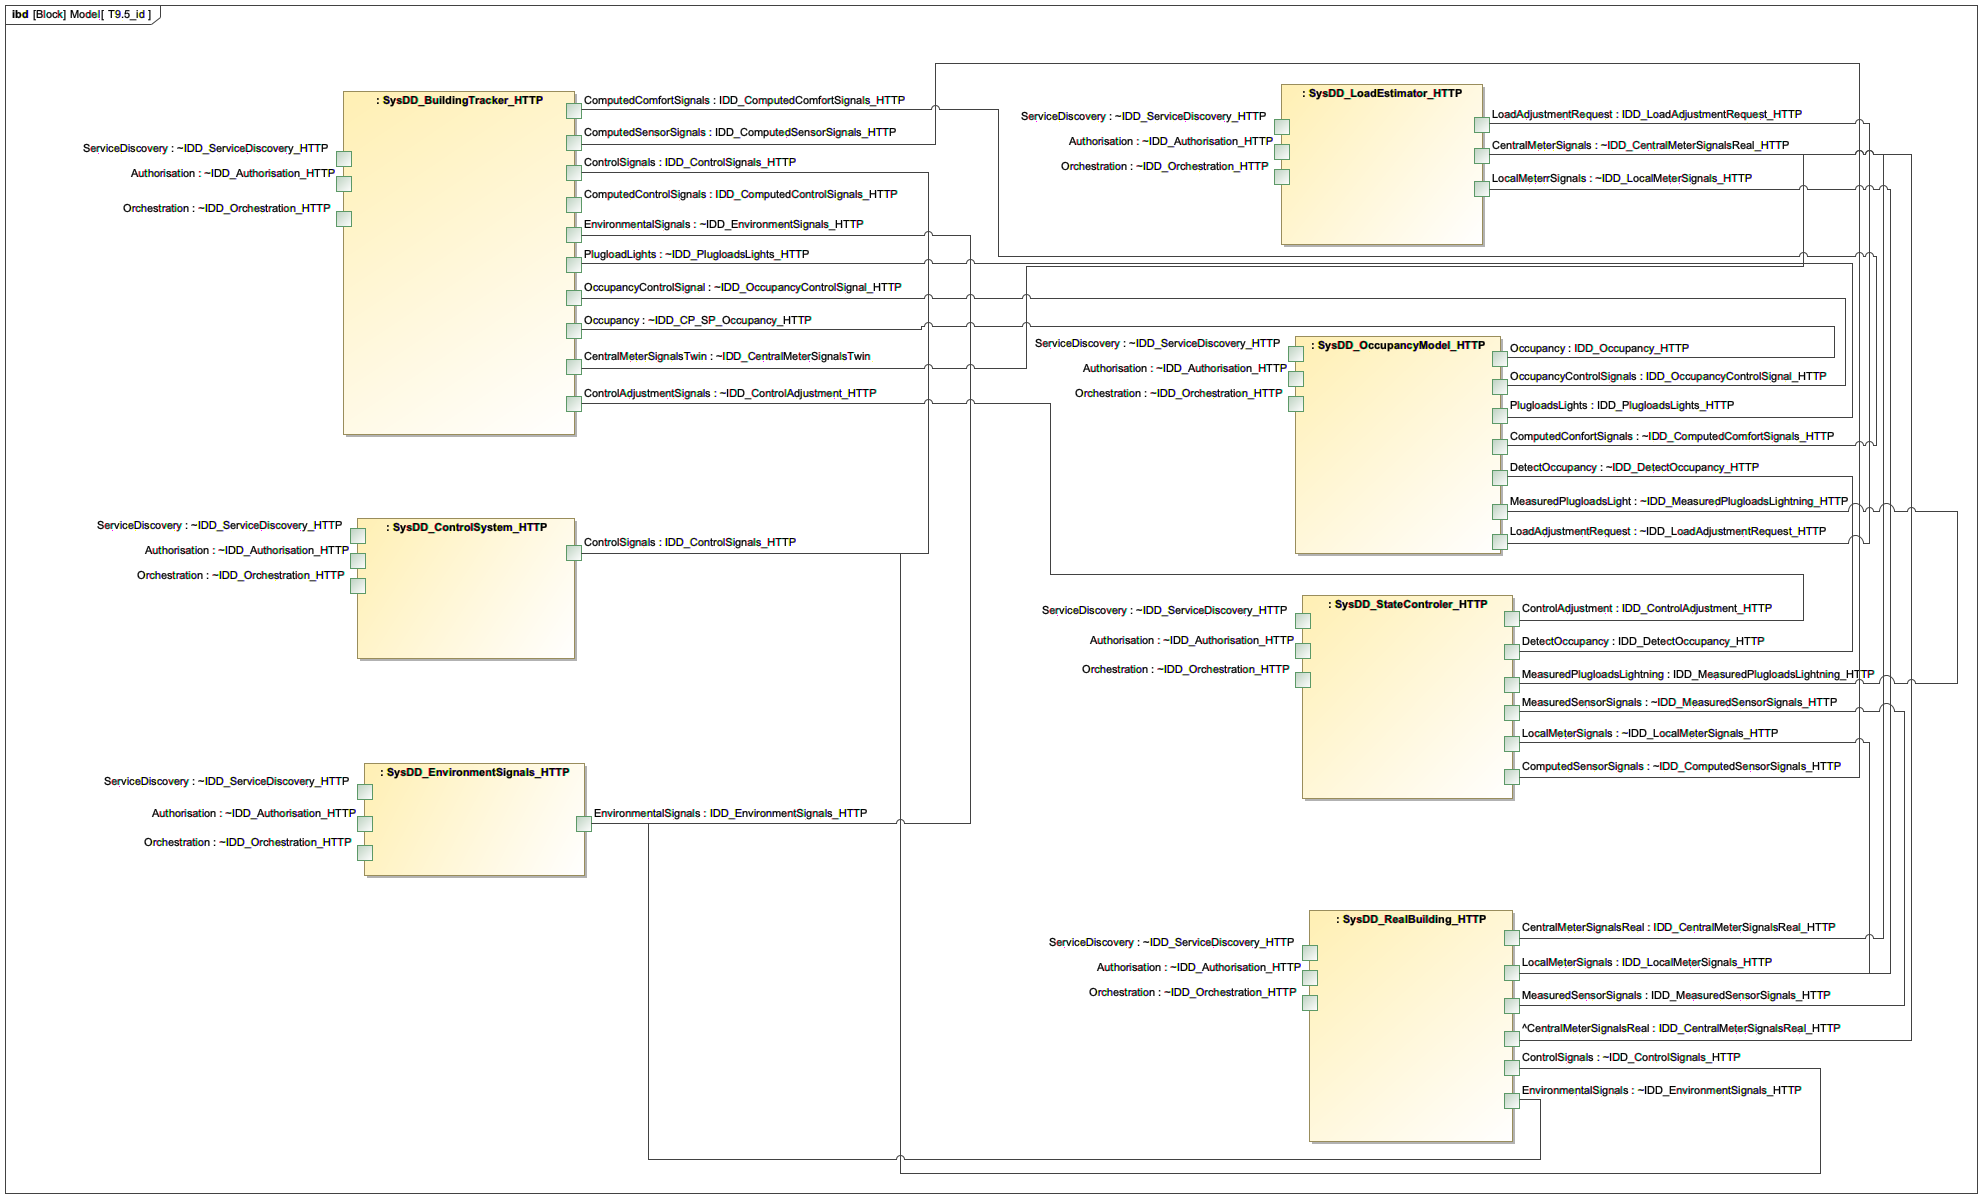 ibd [Block] Model[ T9.5_id ]
: SysDD_BuildingTracker_HTTP
ServiceDiscovery : ~IDD_ServiceDiscovery_HTTP
Authorisation : ~IDD_Authorisation_HTTP
Orchestration : ~IDD_Orchestration_HTTP
ComputedComfortSignals : IDD_ComputedComfortSignals_HTTP
ComputedSensorSignals : IDD_ComputedSensorSignals_HTTP
ControlSignals : IDD_ControlSignals_HTTP
ComputedControlSignals : IDD_ComputedControlSignals_HTTP
EnvironmentalSignals : ~IDD_EnvironmentSignals_HTTP
PlugloadLights : ~IDD_PlugloadsLights_HTTP
OccupancyControlSignal : ~IDD_OccupancyControlSignal_HTTP
Occupancy : ~IDD_CP_SP_Occupancy_HTTP
CentralMeterSignalsTwin : ~IDD_CentralMeterSignalsTwin
ControlAdjustmentSignals : ~IDD_ControlAdjustment_HTTP
: SysDD_ControlSystem_HTTP
ServiceDiscovery : ~IDD_ServiceDiscovery_HTTP
Authorisation : ~IDD_Authorisation_HTTP
Orchestration : ~IDD_Orchestration_HTTP
ControlSignals : IDD_ControlSignals_HTTP
: SysDD_EnvironmentSignals_HTTP
ServiceDiscovery : ~IDD_ServiceDiscovery_HTTP
Authorisation : ~IDD_Authorisation_HTTP
Orchestration : ~IDD_Orchestration_HTTP
EnvironmentalSignals : IDD_EnvironmentSignals_HTTP
: SysDD_LoadEstimator_HTTP
ServiceDiscovery : ~IDD_ServiceDiscovery_HTTP
Authorisation : ~IDD_Authorisation_HTTP
Orchestration : ~IDD_Orchestration_HTTP
LoadAdjustmentRequest : IDD_LoadAdjustmentRequest_HTTP
CentralMeterSignals : ~IDD_CentralMeterSignalsReal_HTTP
LocalMeterrSignals : ~IDD_LocalMeterSignals_HTTP
: SysDD_OccupancyModel_HTTP
ServiceDiscovery : ~IDD_ServiceDiscovery_HTTP
Authorisation : ~IDD_Authorisation_HTTP
Orchestration : ~IDD_Orchestration_HTTP
Occupancy : IDD_Occupancy_HTTP
OccupancyControlSignals : IDD_OccupancyControlSignal_HTTP
PlugloadsLights : IDD_PlugloadsLights_HTTP
ComputedConfortSignals : ~IDD_ComputedComfortSignals_HTTP
DetectOccupancy : ~IDD_DetectOccupancy_HTTP
MeasuredPlugloadsLight : ~IDD_MeasuredPlugloadsLightning_HTTP
LoadAdjustmentRequest : ~IDD_LoadAdjustmentRequest_HTTP
: SysDD_StateControler_HTTP
ServiceDiscovery : ~IDD_ServiceDiscovery_HTTP
Authorisation : ~IDD_Authorisation_HTTP
Orchestration : ~IDD_Orchestration_HTTP
ControlAdjustment : IDD_ControlAdjustment_HTTP
DetectOccupancy : IDD_DetectOccupancy_HTTP
MeasuredPlugloadsLightning : IDD_MeasuredPlugloadsLightning_HTTP
MeasuredSensorSignals : ~IDD_MeasuredSensorSignals_HTTP
LocalMeterSignals : ~IDD_LocalMeterSignals_HTTP
ComputedSensorSignals : ~IDD_ComputedSensorSignals_HTTP
: SysDD_RealBuilding_HTTP
ServiceDiscovery : ~IDD_ServiceDiscovery_HTTP
Authorisation : ~IDD_Authorisation_HTTP
Orchestration : ~IDD_Orchestration_HTTP
CentralMeterSignalsReal : IDD_CentralMeterSignalsReal_HTTP
LocalMeterSignals : IDD_LocalMeterSignals_HTTP
MeasuredSensorSignals : IDD_MeasuredSensorSignals_HTTP
^CentralMeterSignalsReal : IDD_CentralMeterSignalsReal_HTTP
ControlSignals : ~IDD_ControlSignals_HTTP
EnvironmentalSignals : ~IDD_EnvironmentSignals_HTTP